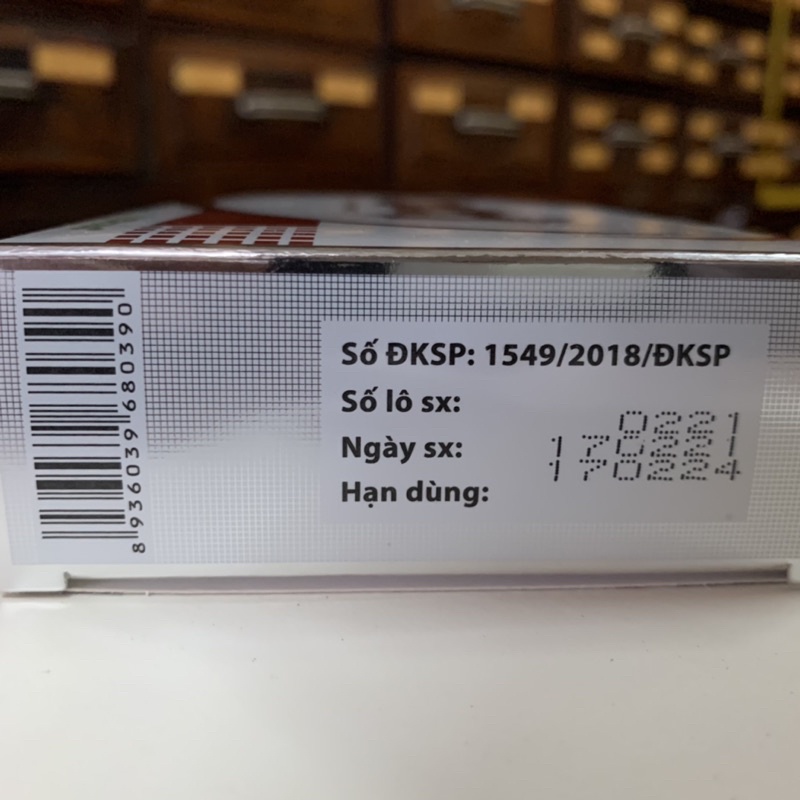 Số ĐKSP: 1549/2018/ĐKSP
Số lô sx: 0221
Ngày sx: 170221
Hạn dùng: 170224
8936039680390